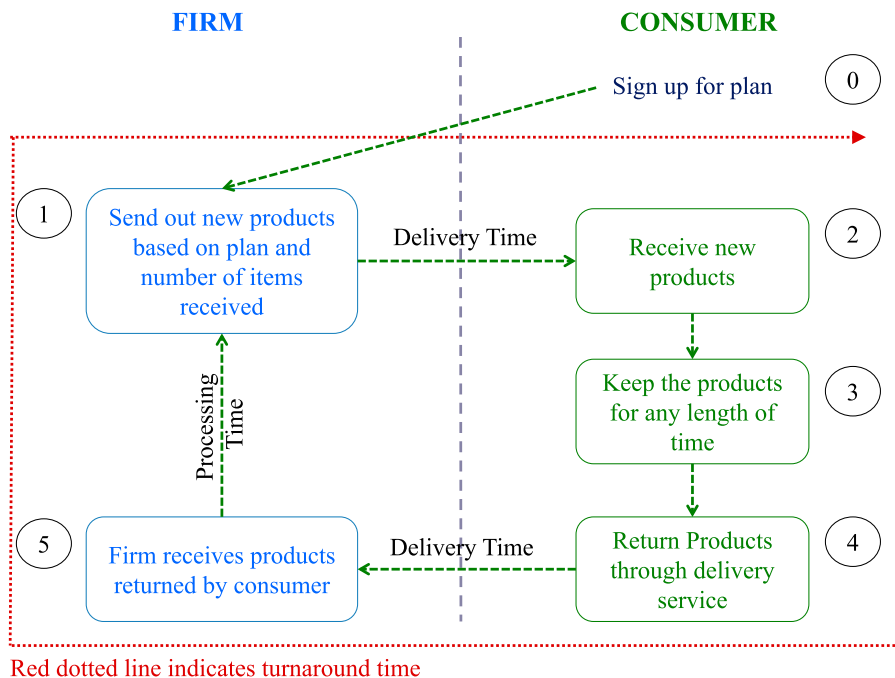 FIRM
CONSUMER
Sign up for plan
0
1
Send out new products
based on plan and
number of items
received
Delivery Time
Receive new
products
2
Keep the products
for any length of
time
3
Processing
Time
5
Firm receives products
returned by consumer
Delivery Time
Return Products
through delivery
service
4
Red dotted line indicates turnaround time